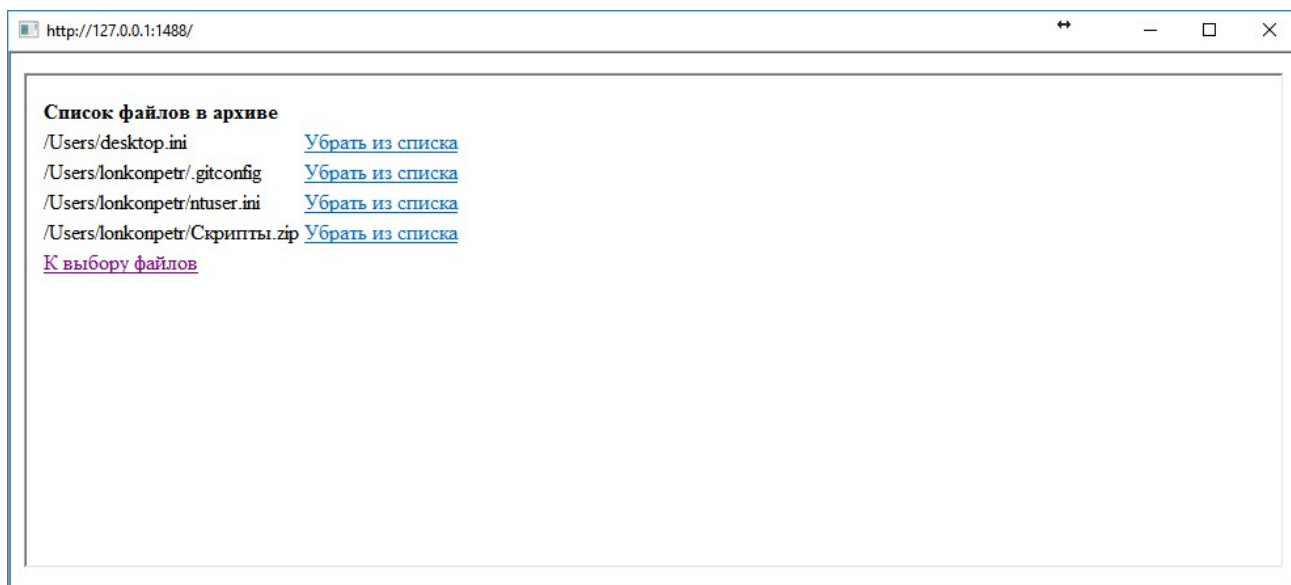 http://127.0.0.1:1488/
Список файлов в архиве
/Users/desktop.ini Убрать из списка
/Users/lonkonpetr/.gitconfig Убрать из списка
/Users/lonkonpetr/ntuser.ini Убрать из списка
/Users/lonkonpetr/Скрипты.zip Убрать из списка
К выбору файлов